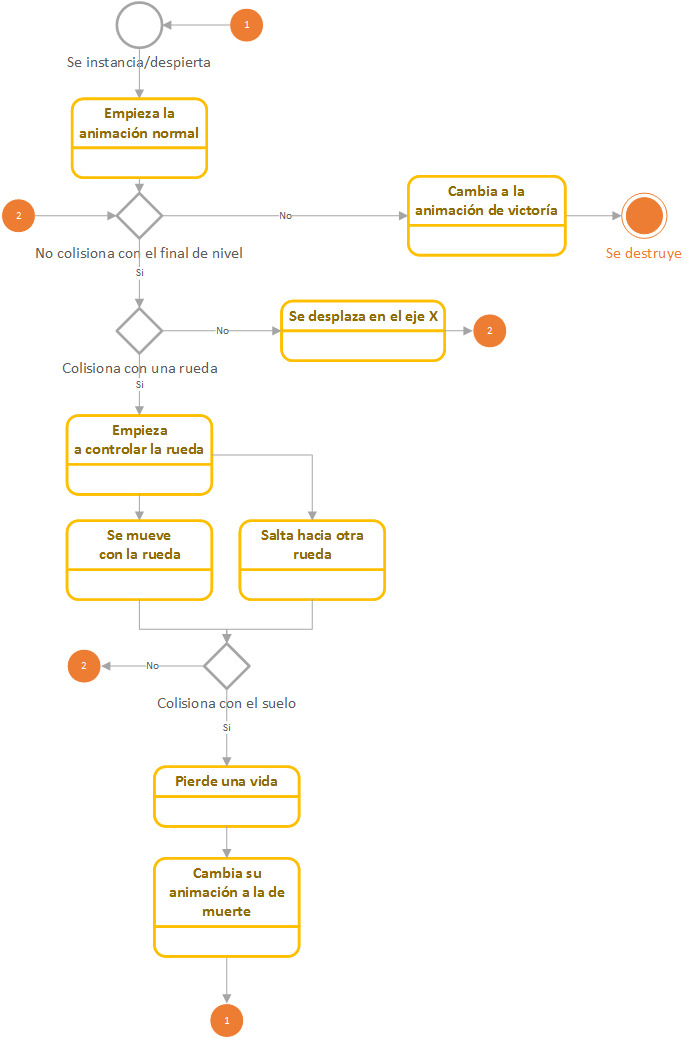 1
Se instancia/despierta
Empieza la
animación normal
2
No
Cambia a la
animación de victoría
No colisiona con el final de nivel
Se destruye
Si
No
Se desplaza en el eje X
2
Colisiona con una rueda
Si
Empieza
a controlar la rueda
Se mueve
con la rueda
Salta hacia otra
rueda
2
No
Colisiona con el suelo
Si
Pierde una vida
Cambia su
animación a la de
muerte
1